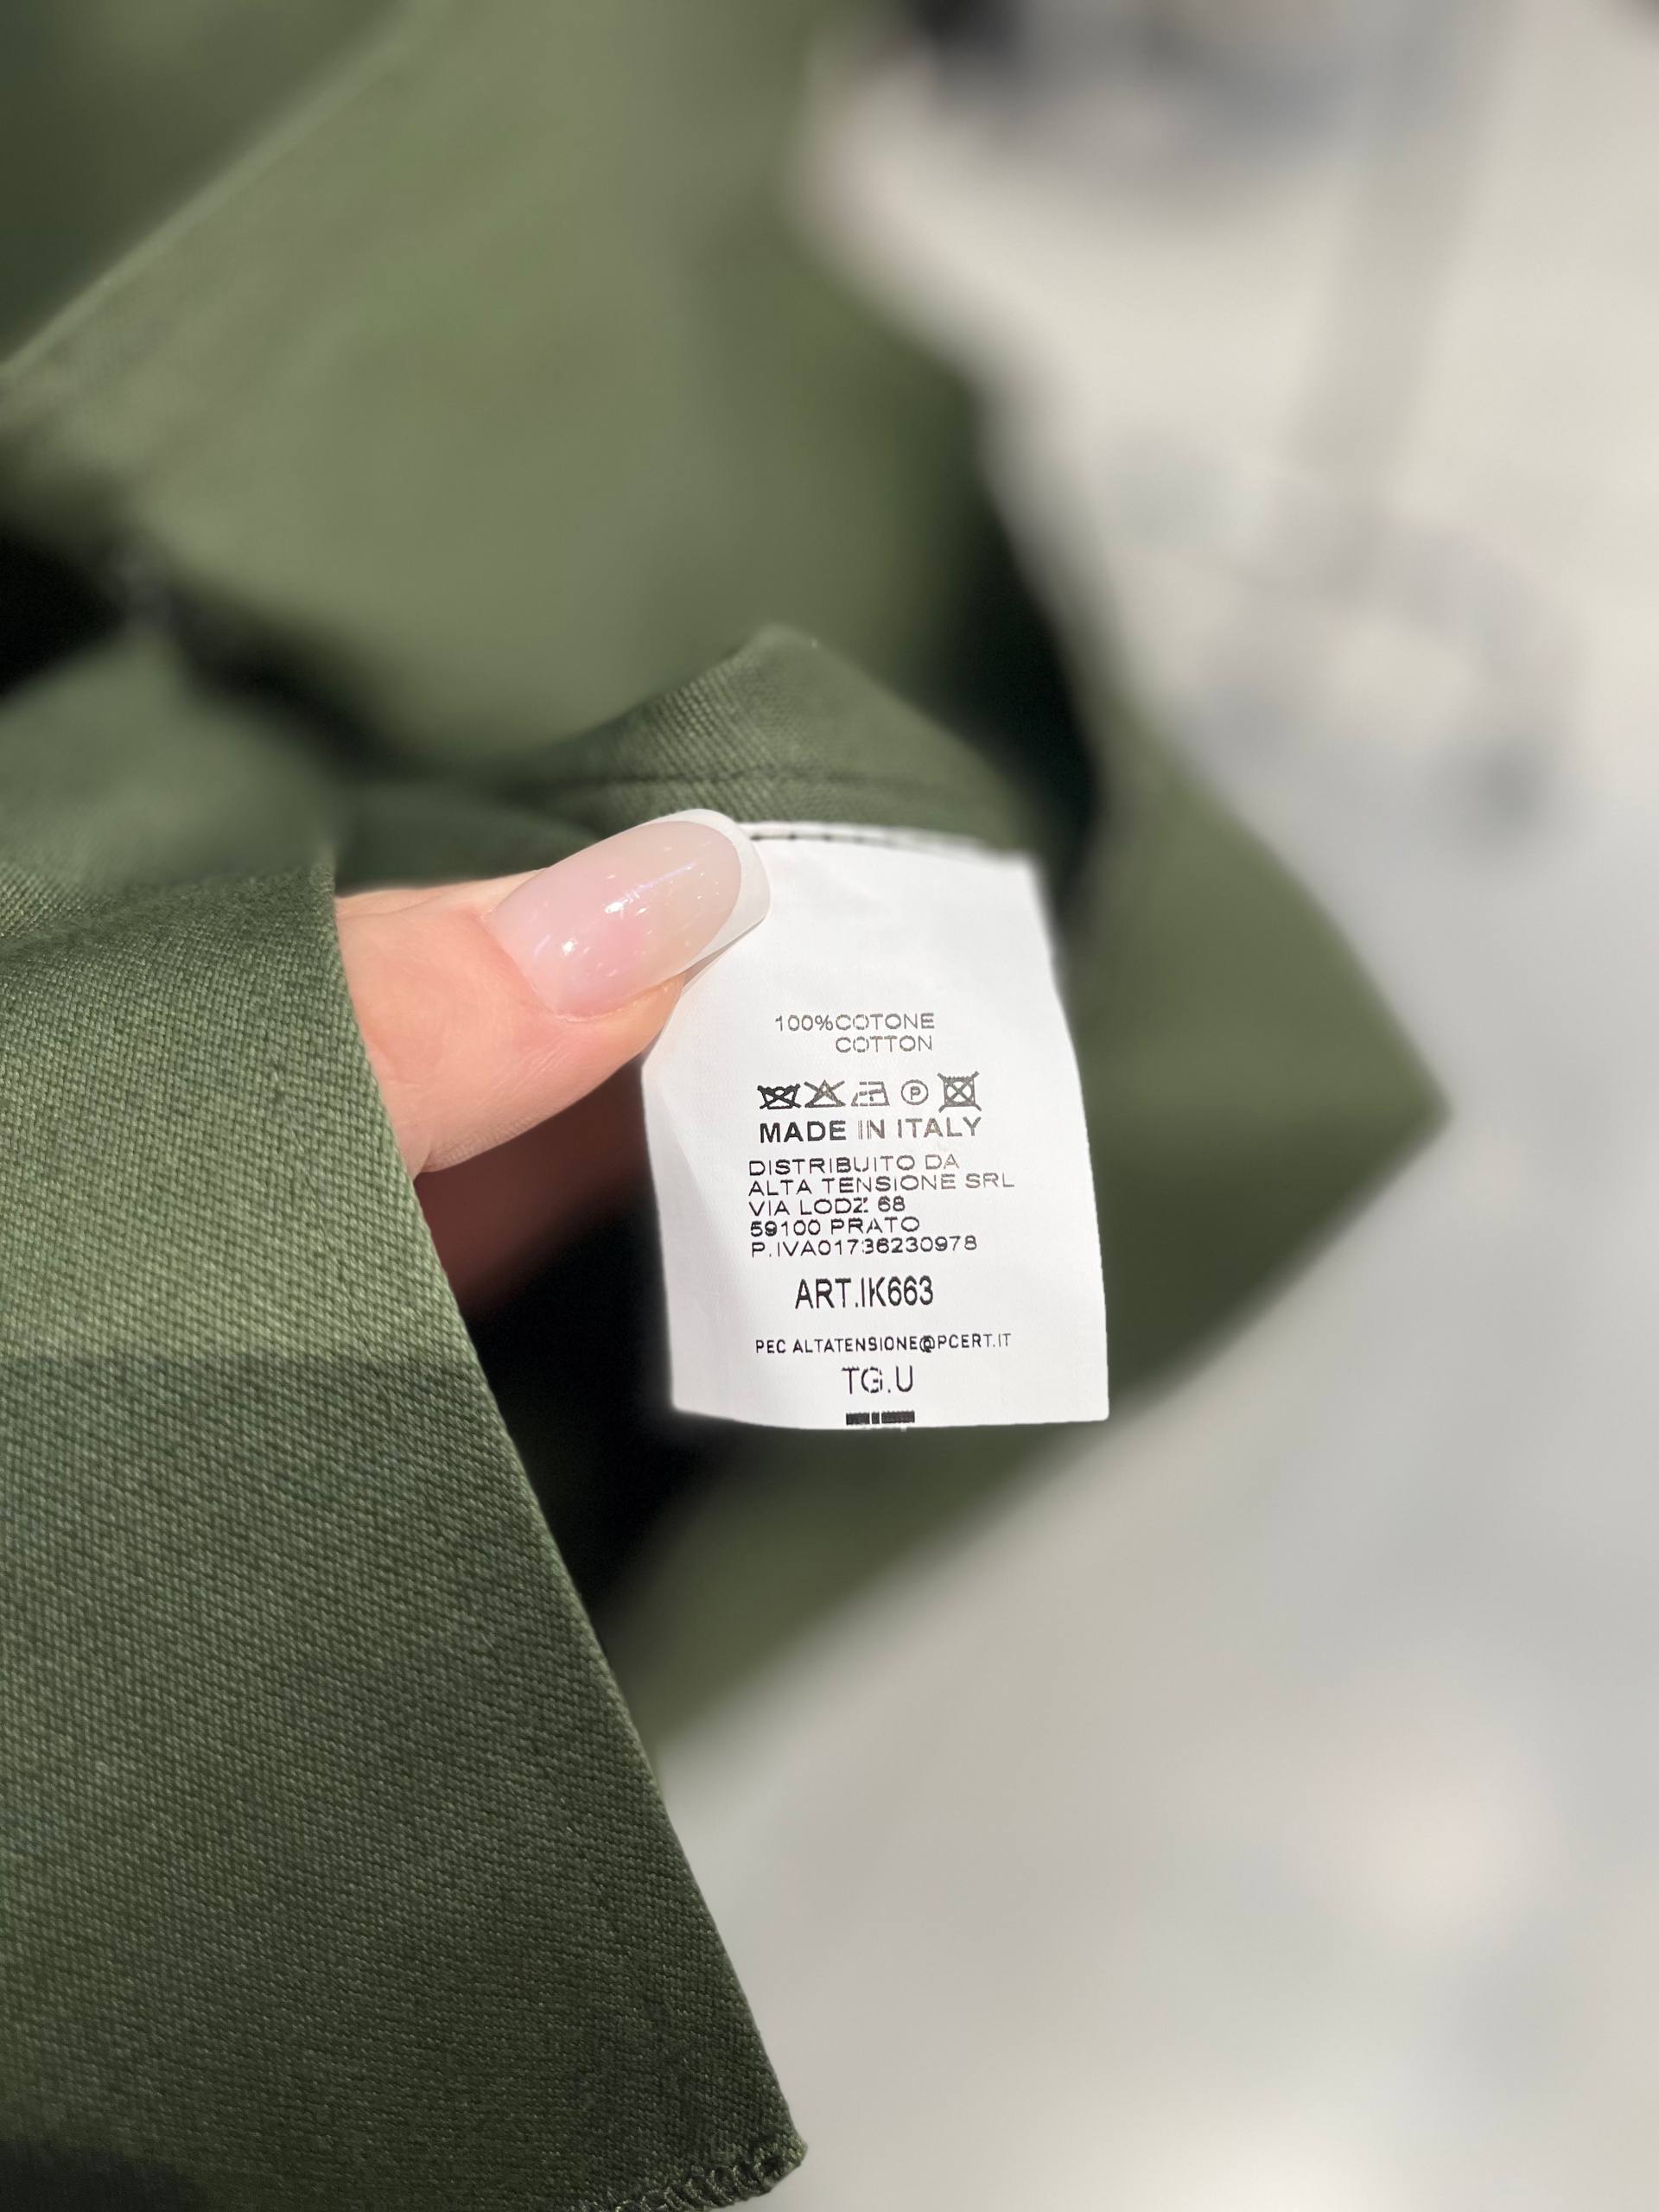 100%COTONE
COTTON
P
MADE IN ITALY
DISTRIBUITO DA
ALTA TENSIONE SRL
VIA LODZ 68
59100 PRATO
P.IVA01736230978
ART.IK663
PEC ALTATENSIONE@PCERT.IT
TG.U